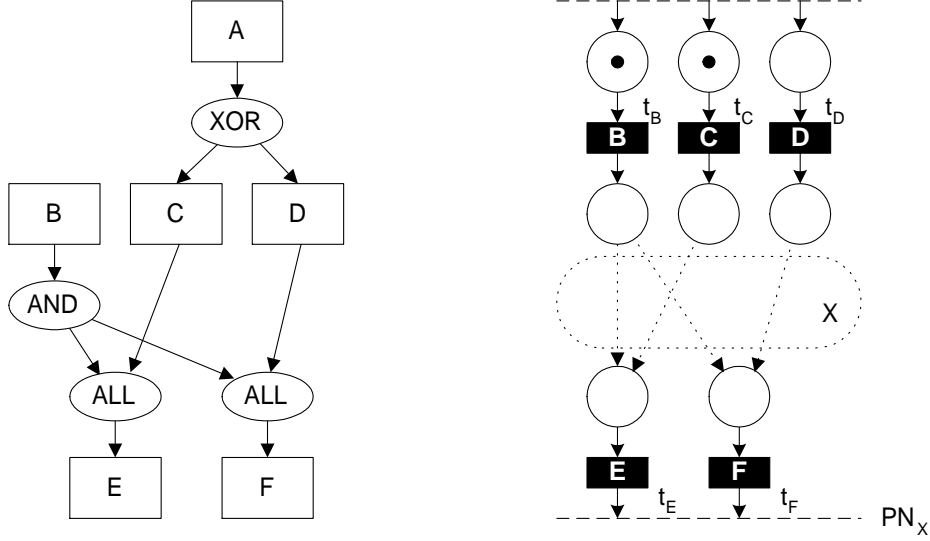 A
XOR
B
C
D
AND
ALL
ALL
E
F
t_B
t_C
t_D
B
C
D
X
E
F
t_E
t_F
PN_X